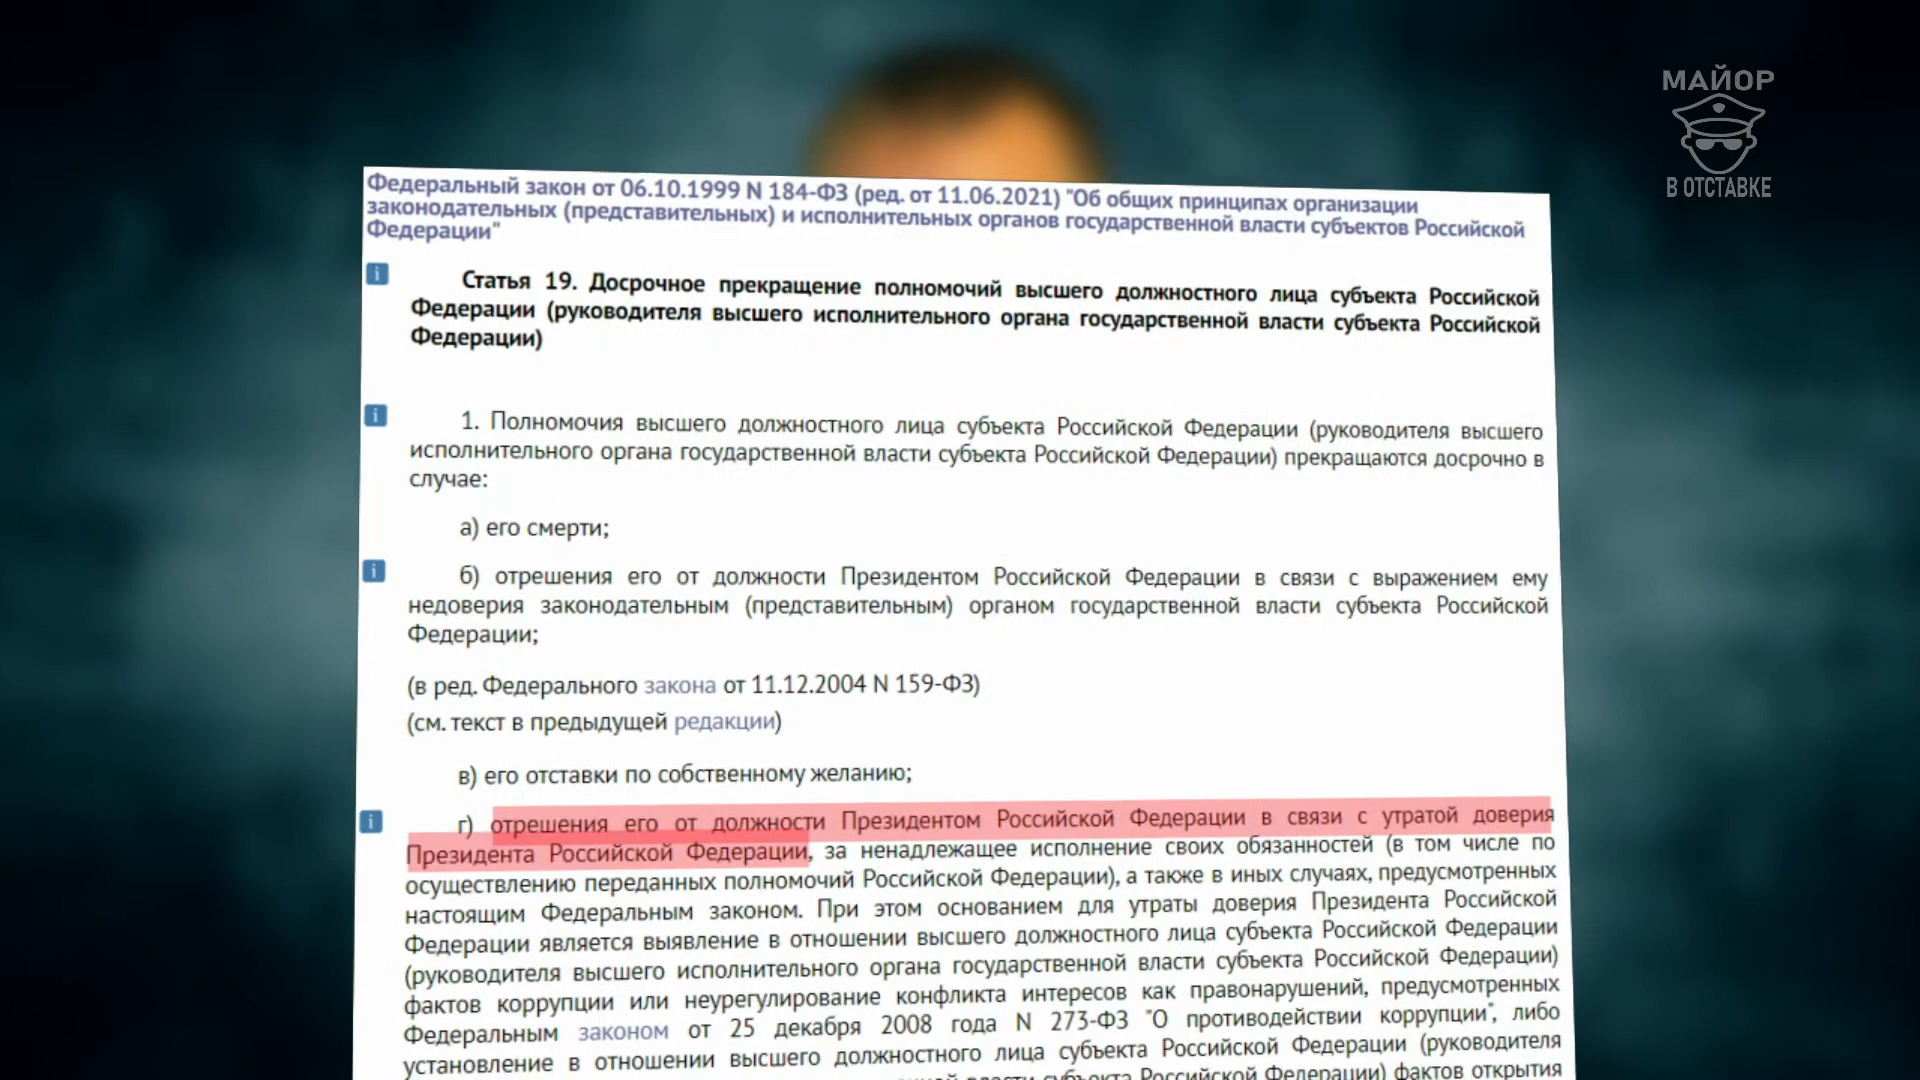 МАЙОР
В ОТСТАВКЕ
Федеральный закон от 06.10.1999 N 184-ФЗ (ред. от 11.06.2021) "Об общих принципах организации
законодательных (представительных) и исполнительных органов государственной власти субъектов Российской
Федерации"
Статья 19. Досрочное прекращение полномочий высшего должностного лица субъекта Российской
Федерации (руководителя высшего исполнительного органа государственной власти субъекта Российской
Федерации)
1. Полномочия высшего должностного лица субъекта Российской Федерации (руководителя высшего
исполнительного органа государственной власти субъекта Российской Федерации) прекращаются досрочно в
случае:
а) его смерти;
б) отрешения его от должности Президентом Российской Федерации в связи с выражением ему
недоверия законодательным (представительным) органом государственной власти субъекта Российской
Федерации;
(в ред. Федерального закона от 11.12.2004 N 159-ФЗ)
(см. текст в предыдущей редакции)
в) его отставки по собственному желанию;
г) отрешения его от должности Президентом Российской Федерации в связи с утратой доверия
Президента Российской Федерации, за ненадлежащее исполнение своих обязанностей (в том числе по
осуществлению переданных полномочий Российской Федерации), а также в иных случаях, предусмотренных
настоящим Федеральным законом. При этом основанием для утраты доверия Президента Российской
Федерации является выявление в отношении высшего должностного лица субъекта Российской Федерации
(руководителя высшего исполнительного органа государственной власти субъекта Российской Федерации)
фактов коррупции или неурегулирование конфликта интересов как правонарушений, предусмотренных
Федеральным законом от 25 декабря 2008 года N 273-ФЗ "О противодействии коррупции", либо
установление в отношении высшего должностного лица субъекта Российской Федерации (руководителя
власти субъекта Российской Федерации) фактов открытия